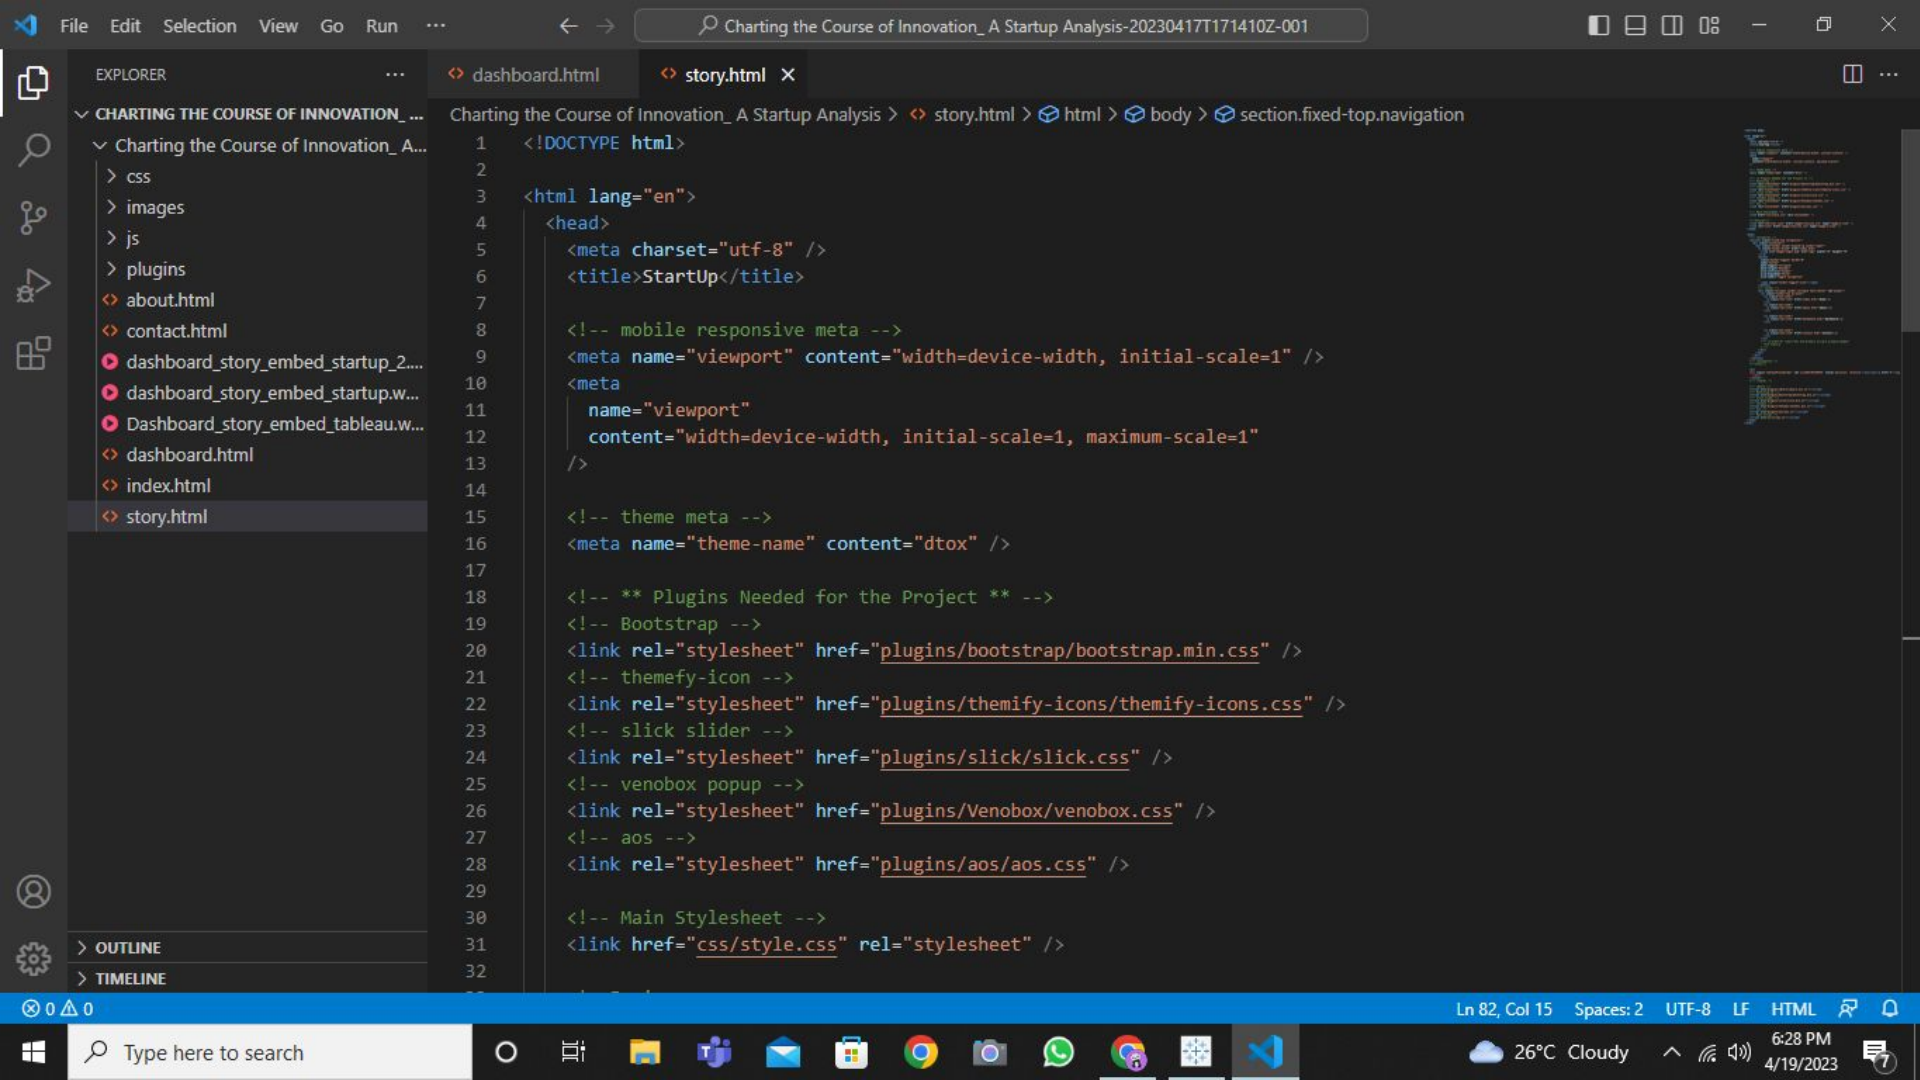 File Edit Selection View Go Run ···
Charting the Course of Innovation_ A Startup Analysis-20230417T171410Z-001
EXPLORER
CHARTING THE COURSE OF INNOVATION_ ...
Charting the Course of Innovation_ A...
css
images
js
plugins
about.html
contact.html
dashboard_story_embed_startup_2....
dashboard_story_embed_startup.w...
Dashboard_story_embed_tableau.w...
dashboard.html
index.html
story.html
OUTLINE
TIMELINE
dashboard.html
story.html
Charting the Course of Innovation_ A Startup Analysis > story.html > html > body > section.fixed-top.navigation
1 <!DOCTYPE html>
2
3 <html lang="en">
4 <head>
5 <meta charset="utf-8" />
6 <title>StartUp</title>
7
8 <!-- mobile responsive meta -->
9 <meta name="viewport" content="width=device-width, initial-scale=1" />
10 <meta
11 name="viewport"
12 content="width=device-width, initial-scale=1, maximum-scale=1"
13 />
14
15 <!-- theme meta -->
16 <meta name="theme-name" content="dtox" />
17
18 <!-- ** Plugins Needed for the Project ** -->
19 <!-- Bootstrap -->
20 <link rel="stylesheet" href="plugins/bootstrap/bootstrap.min.css" />
21 <!-- themefy-icon -->
22 <link rel="stylesheet" href="plugins/themify-icons/themify-icons.css" />
23 <!-- slick slider -->
24 <link rel="stylesheet" href="plugins/slick/slick.css" />
25 <!-- venobox popup -->
26 <link rel="stylesheet" href="plugins/Venobox/venobox.css" />
27 <!-- aos -->
28 <link rel="stylesheet" href="plugins/aos/aos.css" />
29
30 <!-- Main Stylesheet -->
31 <link href="css/style.css" rel="stylesheet" />
32
0 0
Ln 82, Col 15 Spaces: 2 UTF-8 LF HTML
Type here to search
26°C Cloudy
6:28 PM
4/19/2023
7